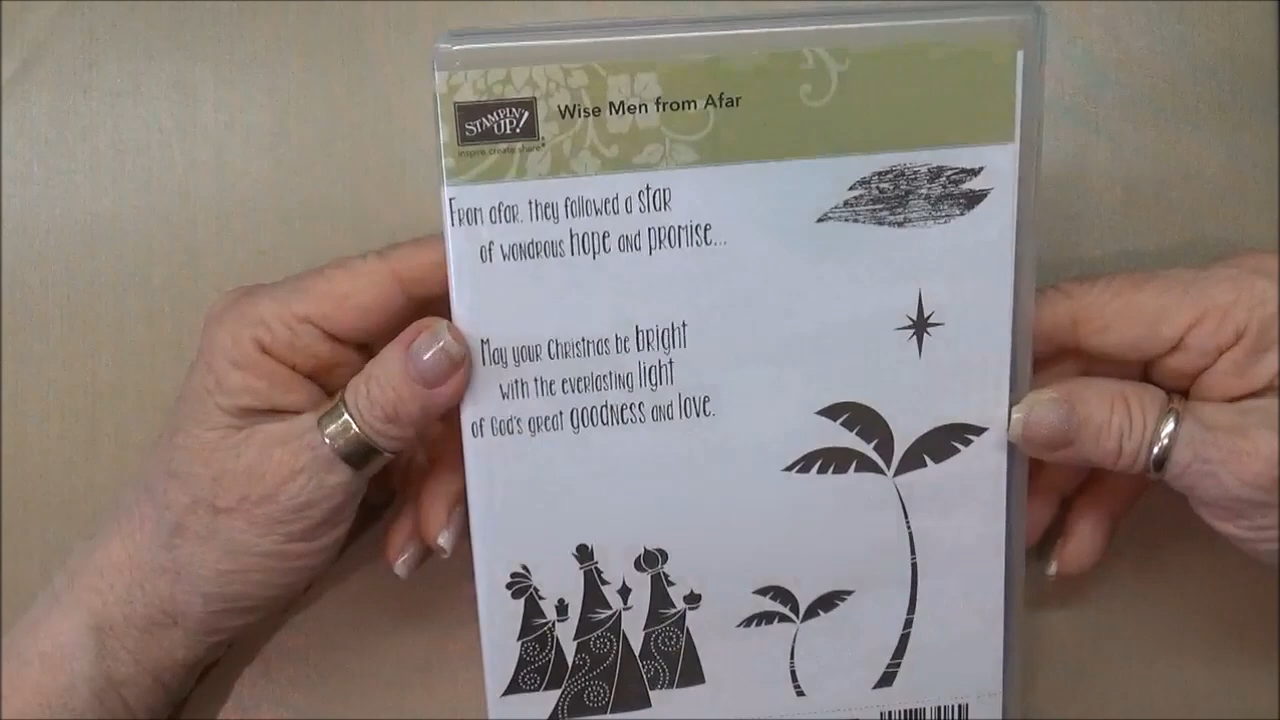 STAMPIN' UP!
inspire.create.share®
Wise Men from Afar
From afar, they followed a star
of wondrous hope and promise...
May your Christmas be bright
with the everlasting light
of God's great goodness and love.